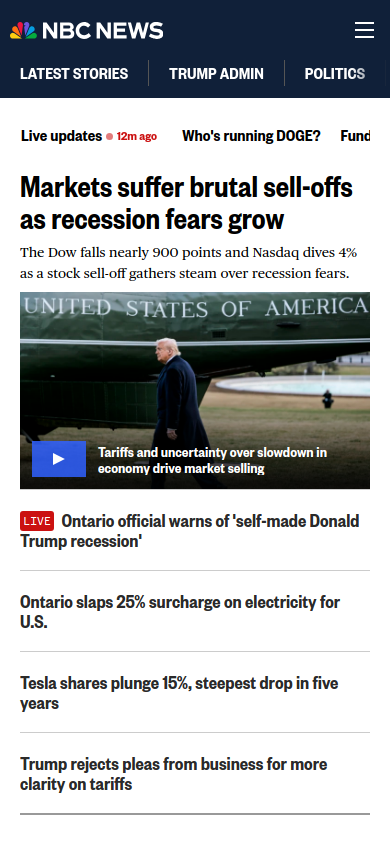 NBC NEWS
LATEST STORIES TRUMP ADMIN POLITICS
Live updates 12m ago Who's running DOGE? Fund
Markets suffer brutal sell-offs
as recession fears grow
The Dow falls nearly 900 points and Nasdaq dives 4%
as a stock sell-off gathers steam over recession fears.
UNITED STATES OF AMERICA
Tariffs and uncertainty over slowdown in
economy drive market selling
LIVE Ontario official warns of 'self-made Donald
Trump recession'
Ontario slaps 25% surcharge on electricity for
U.S.
Tesla shares plunge 15%, steepest drop in five
years
Trump rejects pleas from business for more
clarity on tariffs